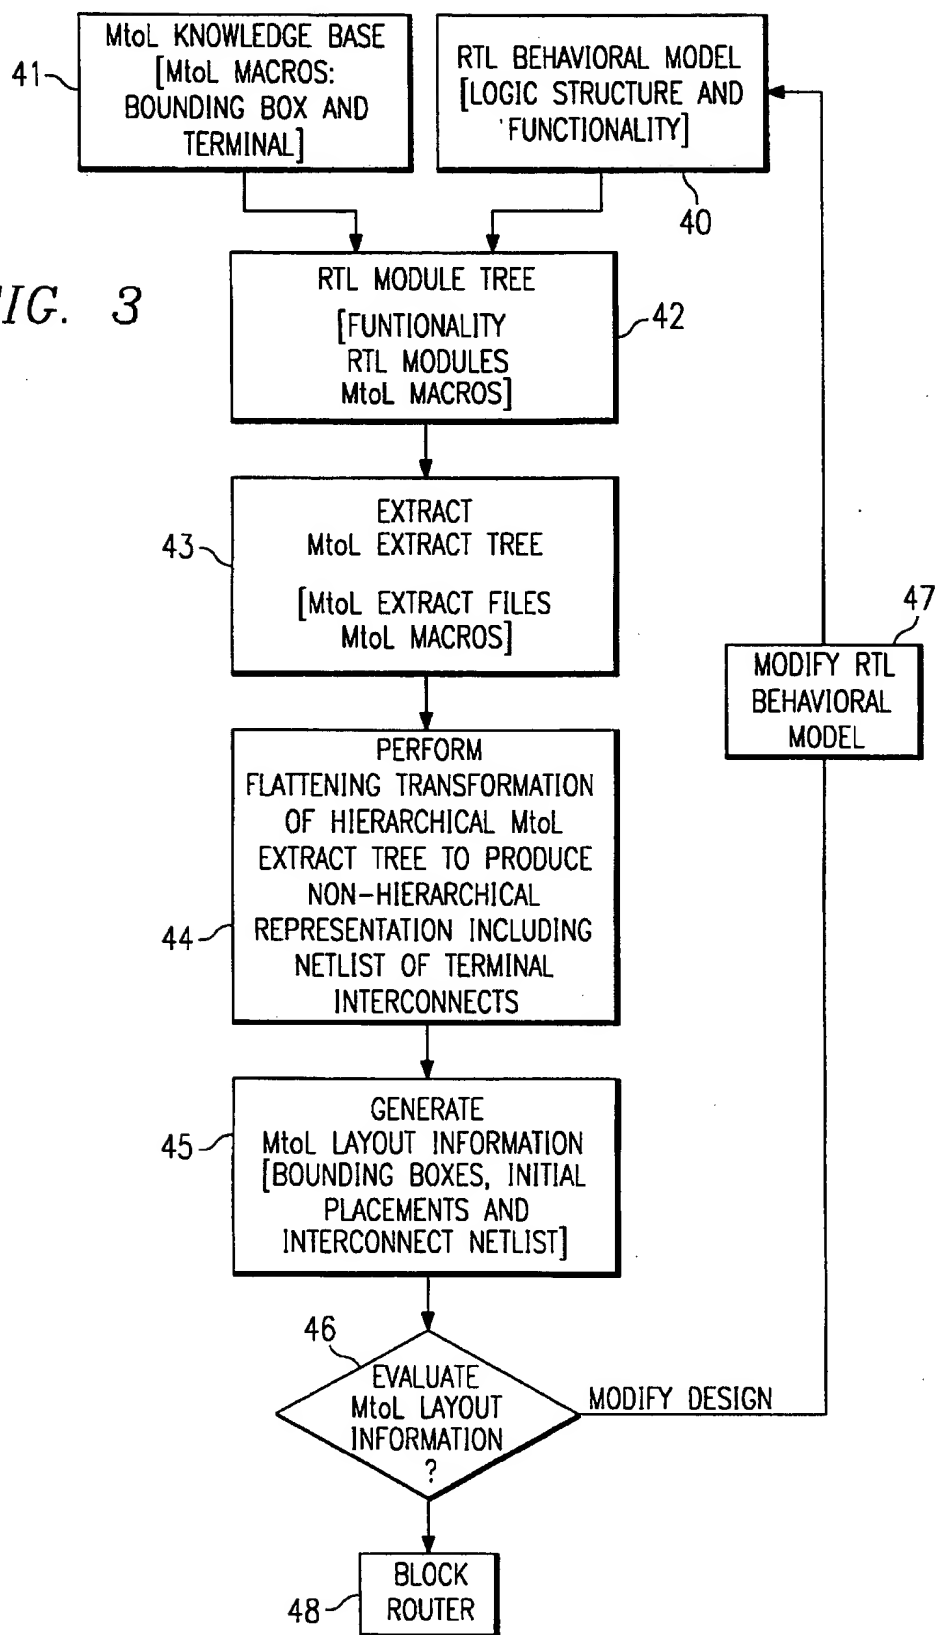 MtoL KNOWLEDGE BASE
[MtoL MACROS:
BOUNDING BOX AND
TERMINAL]
41
RTL BEHAVIORAL MODEL
[LOGIC STRUCTURE AND
FUNCTIONALITY]
40
IG. 3
RTL MODULE TREE
[FUNTIONALITY
RTL MODULES
MtoL MACROS]
42
EXTRACT
MtoL EXTRACT TREE
[MtoL EXTRACT FILES
MtoL MACROS]
43
47
MODIFY RTL
BEHAVIORAL
MODEL
PERFORM
FLATTENING TRANSFORMATION
OF HIERARCHICAL MtoL
EXTRACT TREE TO PRODUCE
NON-HIERARCHICAL
REPRESENTATION INCLUDING
NETLIST OF TERMINAL
INTERCONNECTS
44
GENERATE
MtoL LAYOUT INFORMATION
[BOUNDING BOXES, INITIAL
PLACEMENTS AND
INTERCONNECT NETLIST]
45
46
EVALUATE
MtoL LAYOUT
INFORMATION
?
MODIFY DESIGN
BLOCK
ROUTER
48